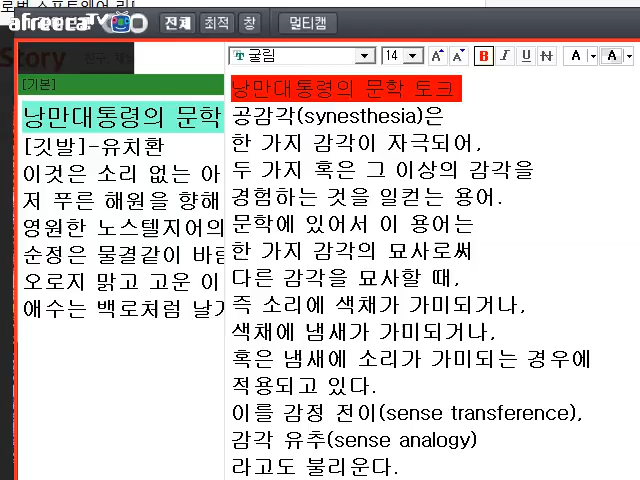 로벌 소프트웨어 리!
afreecaTV
전체 최적 창 멀티캠
Story
친구:
굴림 14
[기본]
낭만대통령의 문학
[깃발]-유치환
이것은 소리 없는 아
저 푸른 해원을 향해
영원한 노스텔지어의
순정은 물결같이 바람
오로지 맑고 고운 이
애수는 백로처럼 날개
낭만대통령의 문학 토크
공감각(synesthesia)은
한 가지 감각이 자극되어,
두 가지 혹은 그 이상의 감각을
경험하는 것을 일컫는 용어.
문학에 있어서 이 용어는
한 가지 감각의 묘사로써
다른 감각을 묘사할 때,
즉 소리에 색채가 가미되거나,
색채에 냄새가 가미되거나,
혹은 냄새에 소리가 가미되는 경우에
적용되고 있다.
이를 감정 전이(sense transference),
감각 유추(sense analogy)
라고도 불리운다.